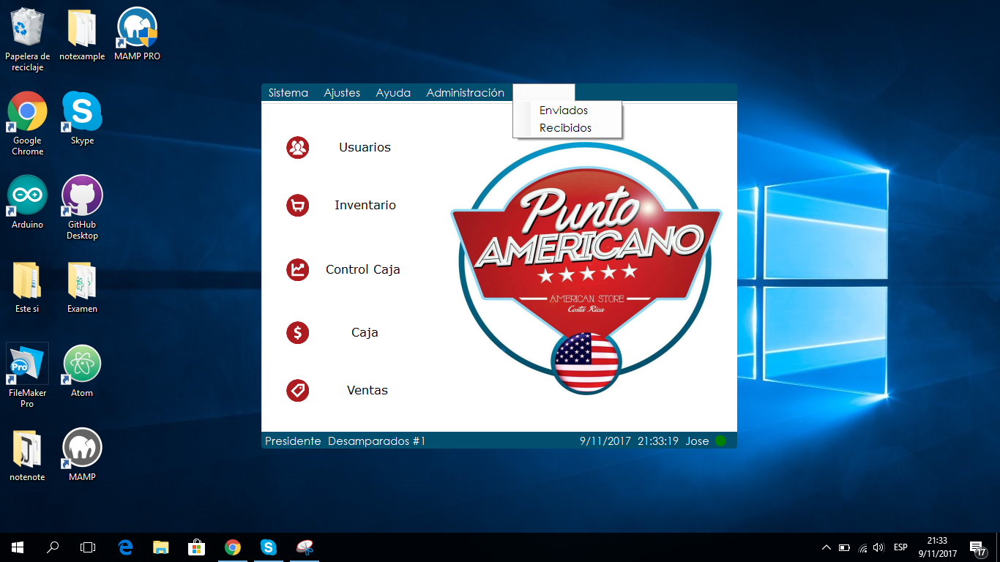 Papelera de
reciclaje
notexample
MAMP PRO
Google
Chrome
Skype
Arduino
GitHub
Desktop
Este si
Examen
Pro
FileMaker
Pro
Atom
notenote
MAMP
Sistema Ajustes Ayuda Administración
Enviados
Recibidos
Usuarios
Inventario
Control Caja
Caja
Ventas
Punto
AMERICANO
AMERICAN STORE
Costa Rica
Presidente Desamparados #1 9/11/2017 21:33:19 Jose
ESP
21:33
9/11/2017
17